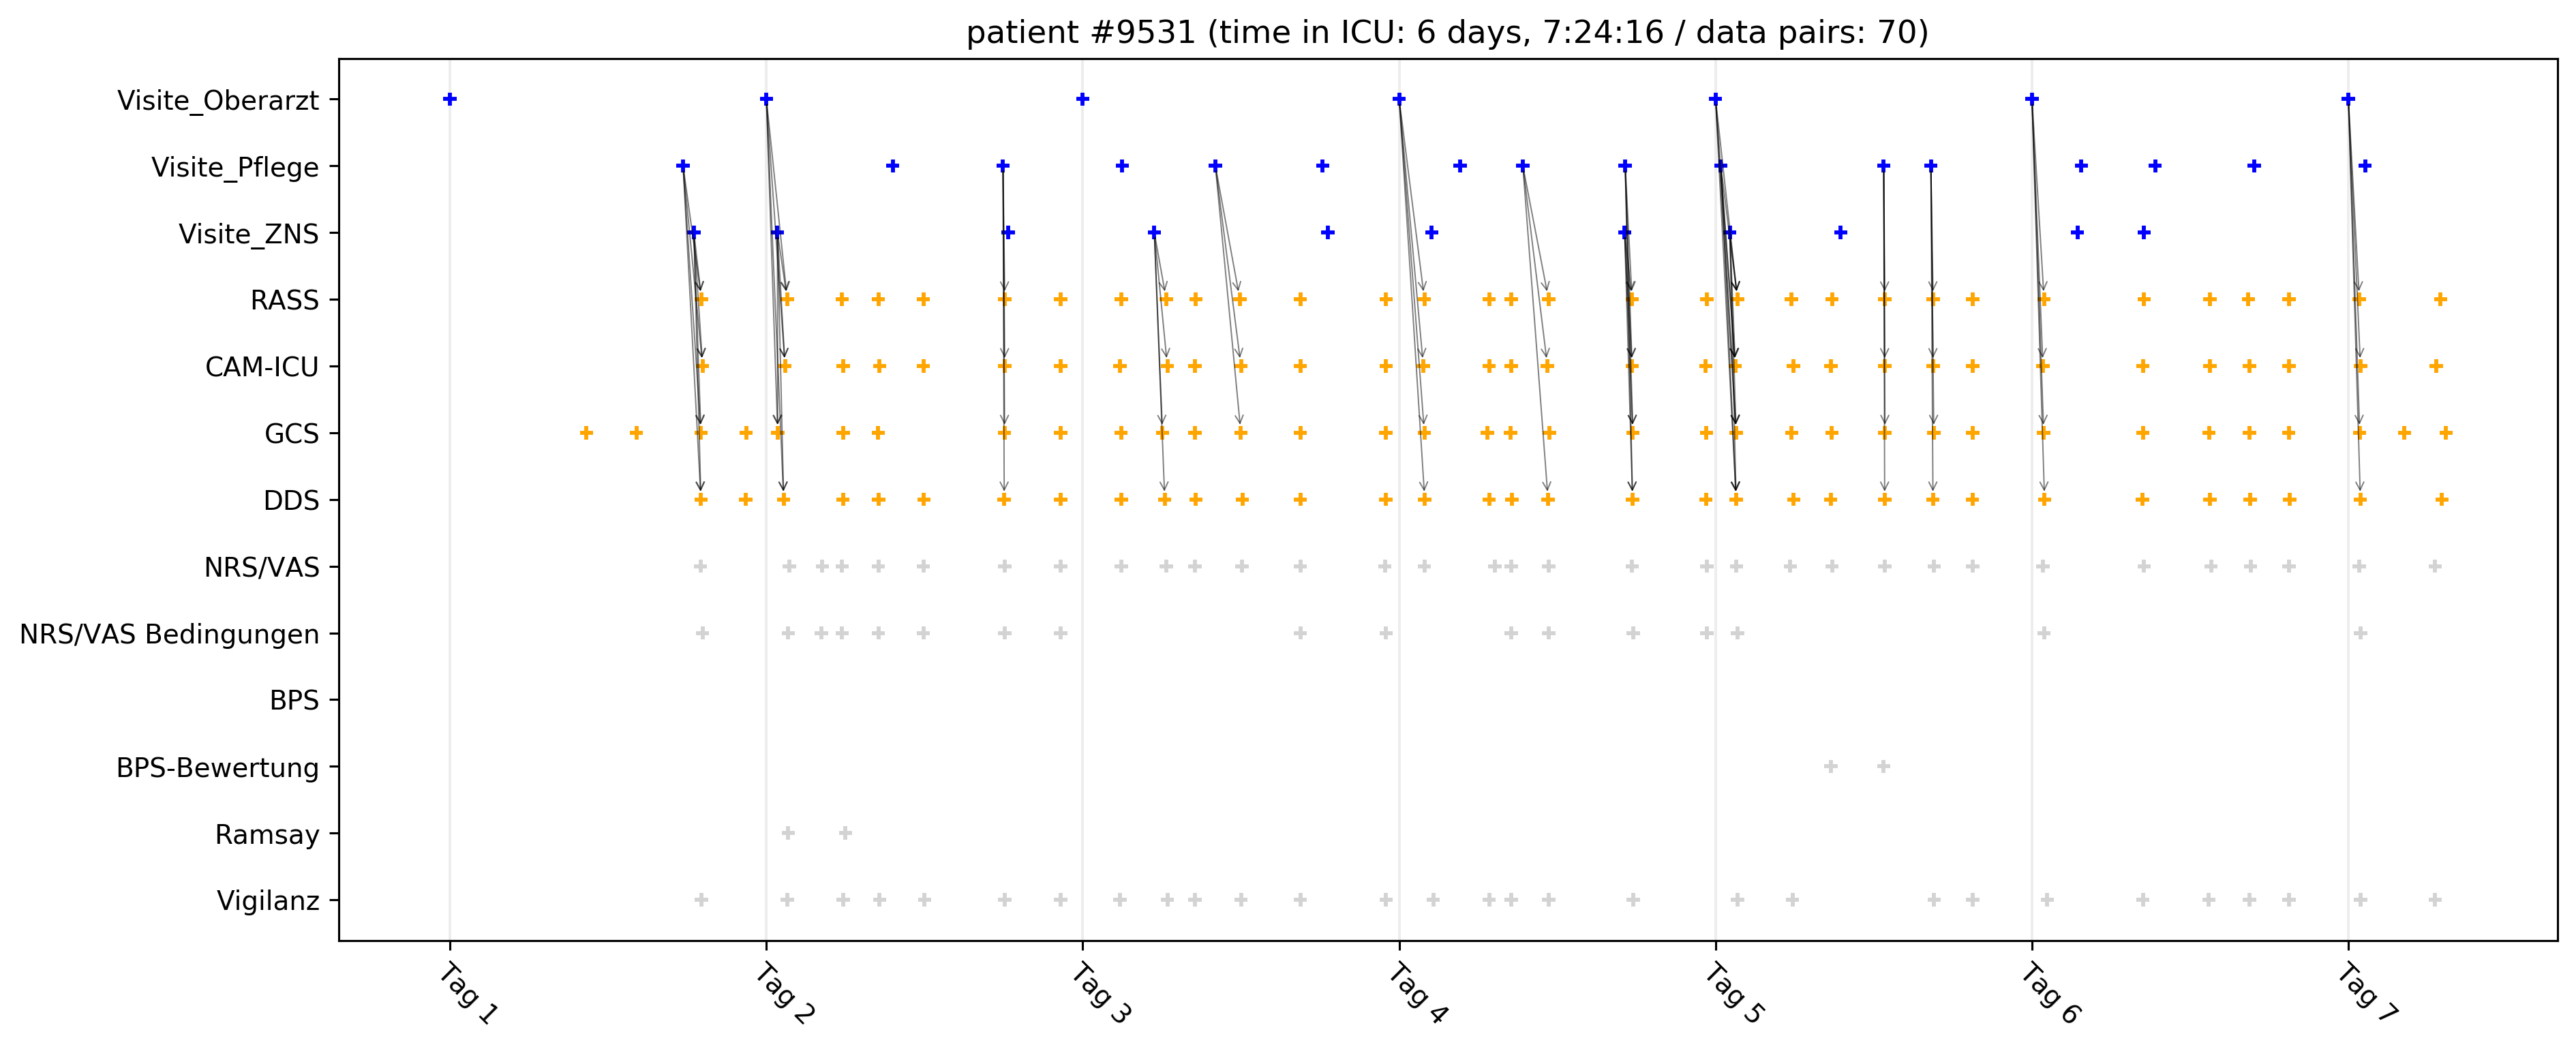 patient #9531 (time in ICU: 6 days, 7:24:16 / data pairs: 70)
Visite_Oberarzt
Visite_Pflege
Visite_ZNS
RASS
CAM-ICU
GCS
DDS
NRS/VAS
NRS/VAS Bedingungen
BPS
BPS-Bewertung
Ramsay
Vigilanz
Tag 1
Tag 2
Tag 3
Tag 4
Tag 5
Tag 6
Tag 7